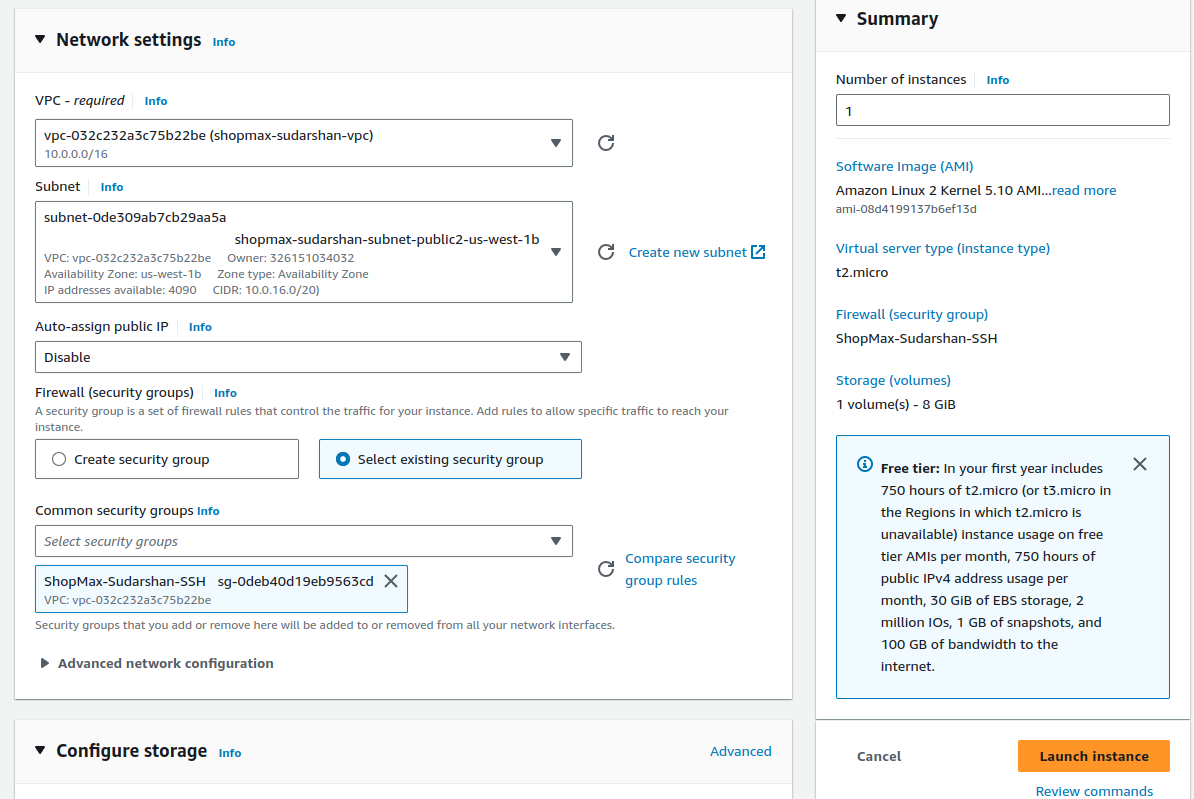 Network settings Info
VPC - required Info
vpc-032c232a3c75b22be (shopmax-sudarshan-vpc)
10.0.0.0/16
Subnet Info
subnet-0de309ab7cb29aa5a
shopmax-sudarshan-subnet-public2-us-west-1b
VPC: vpc-032c232a3c75b22be Owner: 326151034032
Availability Zone: us-west-1b Zone type: Availability Zone
IP addresses available: 4090 CIDR: 10.0.16.0/20)
Create new subnet
Auto-assign public IP Info
Disable
Firewall (security groups) Info
A security group is a set of firewall rules that control the traffic for your instance. Add rules to allow specific traffic to reach your
instance.
Create security group
Select existing security group
Common security groups Info
Select security groups
ShopMax-Sudarshan-SSH sg-0deb40d19eb9563cd
VPC: vpc-032c232a3c75b22be
Compare security
group rules
Security groups that you add or remove here will be added to or removed from all your network interfaces.
Advanced network configuration
Configure storage Info
Advanced
Summary
Number of instances Info
1
Software Image (AMI)
Amazon Linux 2 Kernel 5.10 AMI...read more
ami-08d4199137b6ef13d
Virtual server type (instance type)
t2.micro
Firewall (security group)
ShopMax-Sudarshan-SSH
Storage (volumes)
1 volume(s) - 8 GiB
Free tier: In your first year includes
750 hours of t2.micro (or t3.micro in
the Regions in which t2.micro is
unavailable) instance usage on free
tier AMIs per month, 750 hours of
public IPv4 address usage per
month, 30 GiB of EBS storage, 2
million IOs, 1 GB of snapshots, and
100 GB of bandwidth to the
internet.
Cancel
Launch instance
Review commands